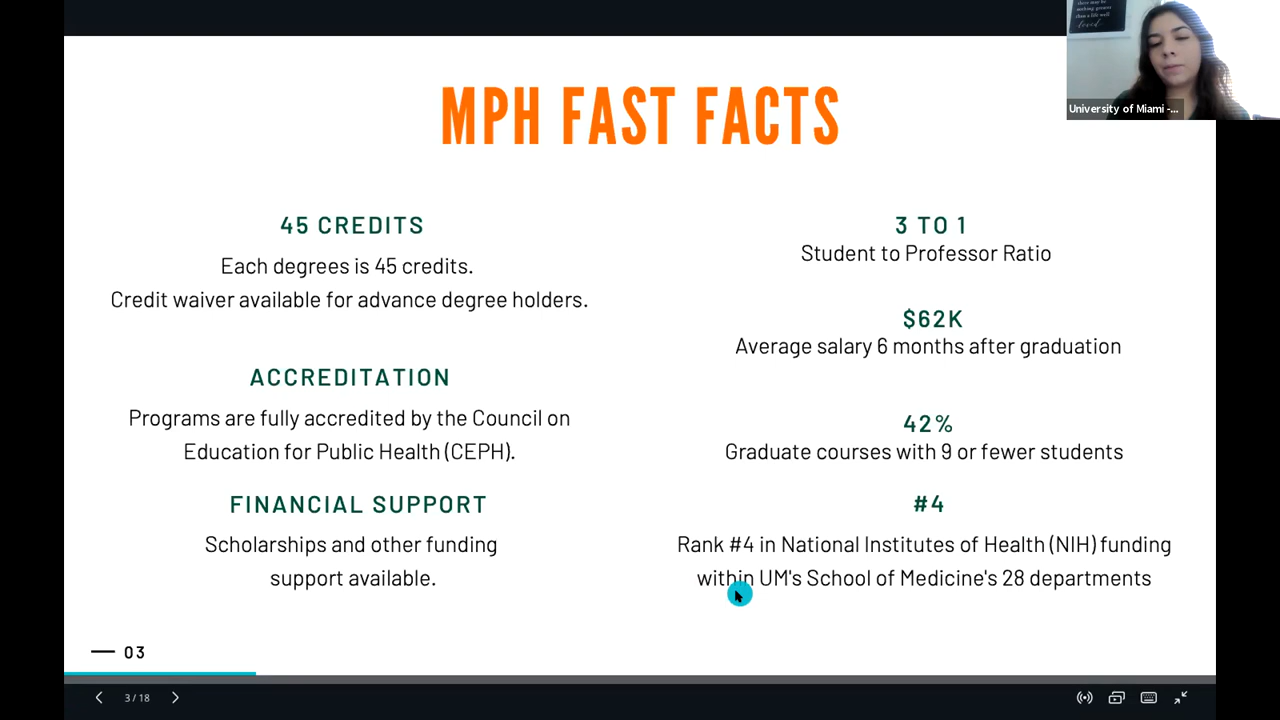 MPH FAST FACTS
45 CREDITS
Each degrees is 45 credits.
Credit waiver available for advance degree holders.
ACCREDITATION
Programs are fully accredited by the Council on
Education for Public Health (CEPH).
FINANCIAL SUPPORT
Scholarships and other funding
support available.
3 TO 1
Student to Professor Ratio
$62K
Average salary 6 months after graduation
42%
Graduate courses with 9 or fewer students
#4
Rank #4 in National Institutes of Health (NIH) funding
within UM's School of Medicine's 28 departments
03
3 / 18
University of Miami -...
loved